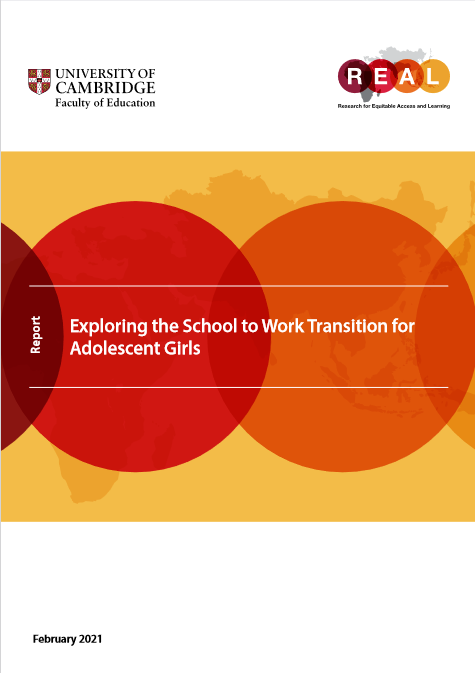 UNIVERSITY OF
CAMBRIDGE
Faculty of Education
REAL
Research for Equitable Access and Learning
Report
Exploring the School to Work Transition for
Adolescent Girls
February 2021